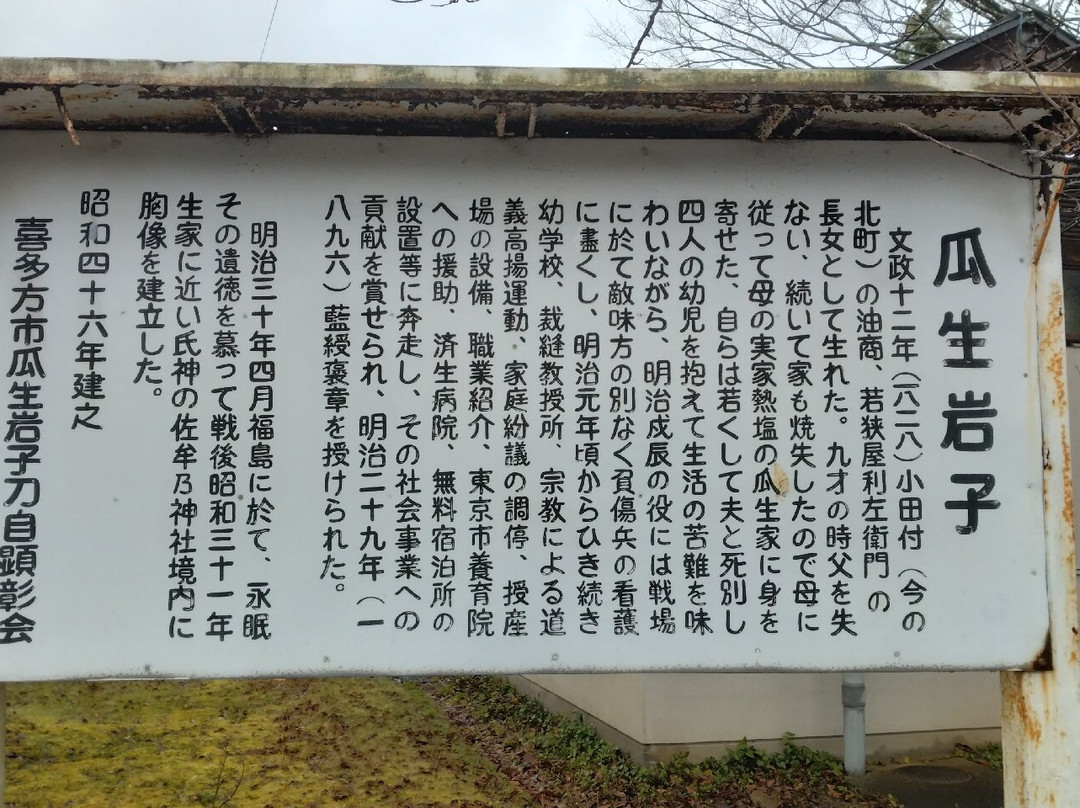 瓜生岩子
文政十二年(一八二八)小田付(今の
北町)の油商、若狭屋利左衛門の
長女として生れた。九才の時父を失
ない、続いて家も焼失したので母に
従って母の実家熱塩の瓜生家に身を
寄せた、自らは若くして夫と死別し
四人の幼児を抱えて生活の苦難を味
わいながら、明治戊辰の役には戦場
に於て敵味方の別なく貧傷兵の看護
に盡くし、明治元年頃からひき続き
幼学校、裁縫教授所、宗教による道
義高揚運動、家庭紛議の調停、授産
場の設備、職業紹介、東京市養育院
への援助、済生病院、無料宿泊所の
設置等に奔走し、その社会事業への
貢献を賞せられ、明治二十九年(一
八九六)藍綬褒章を授けられた。
明治三十年四月福島に於て、永眠
その遺徳を慕って戦後昭和三十一年
生家に近い氏神の佐牟乃神社境内に
胸像を建立した。
昭和四十六年建之
喜多方市瓜生岩子刀自顕彰会